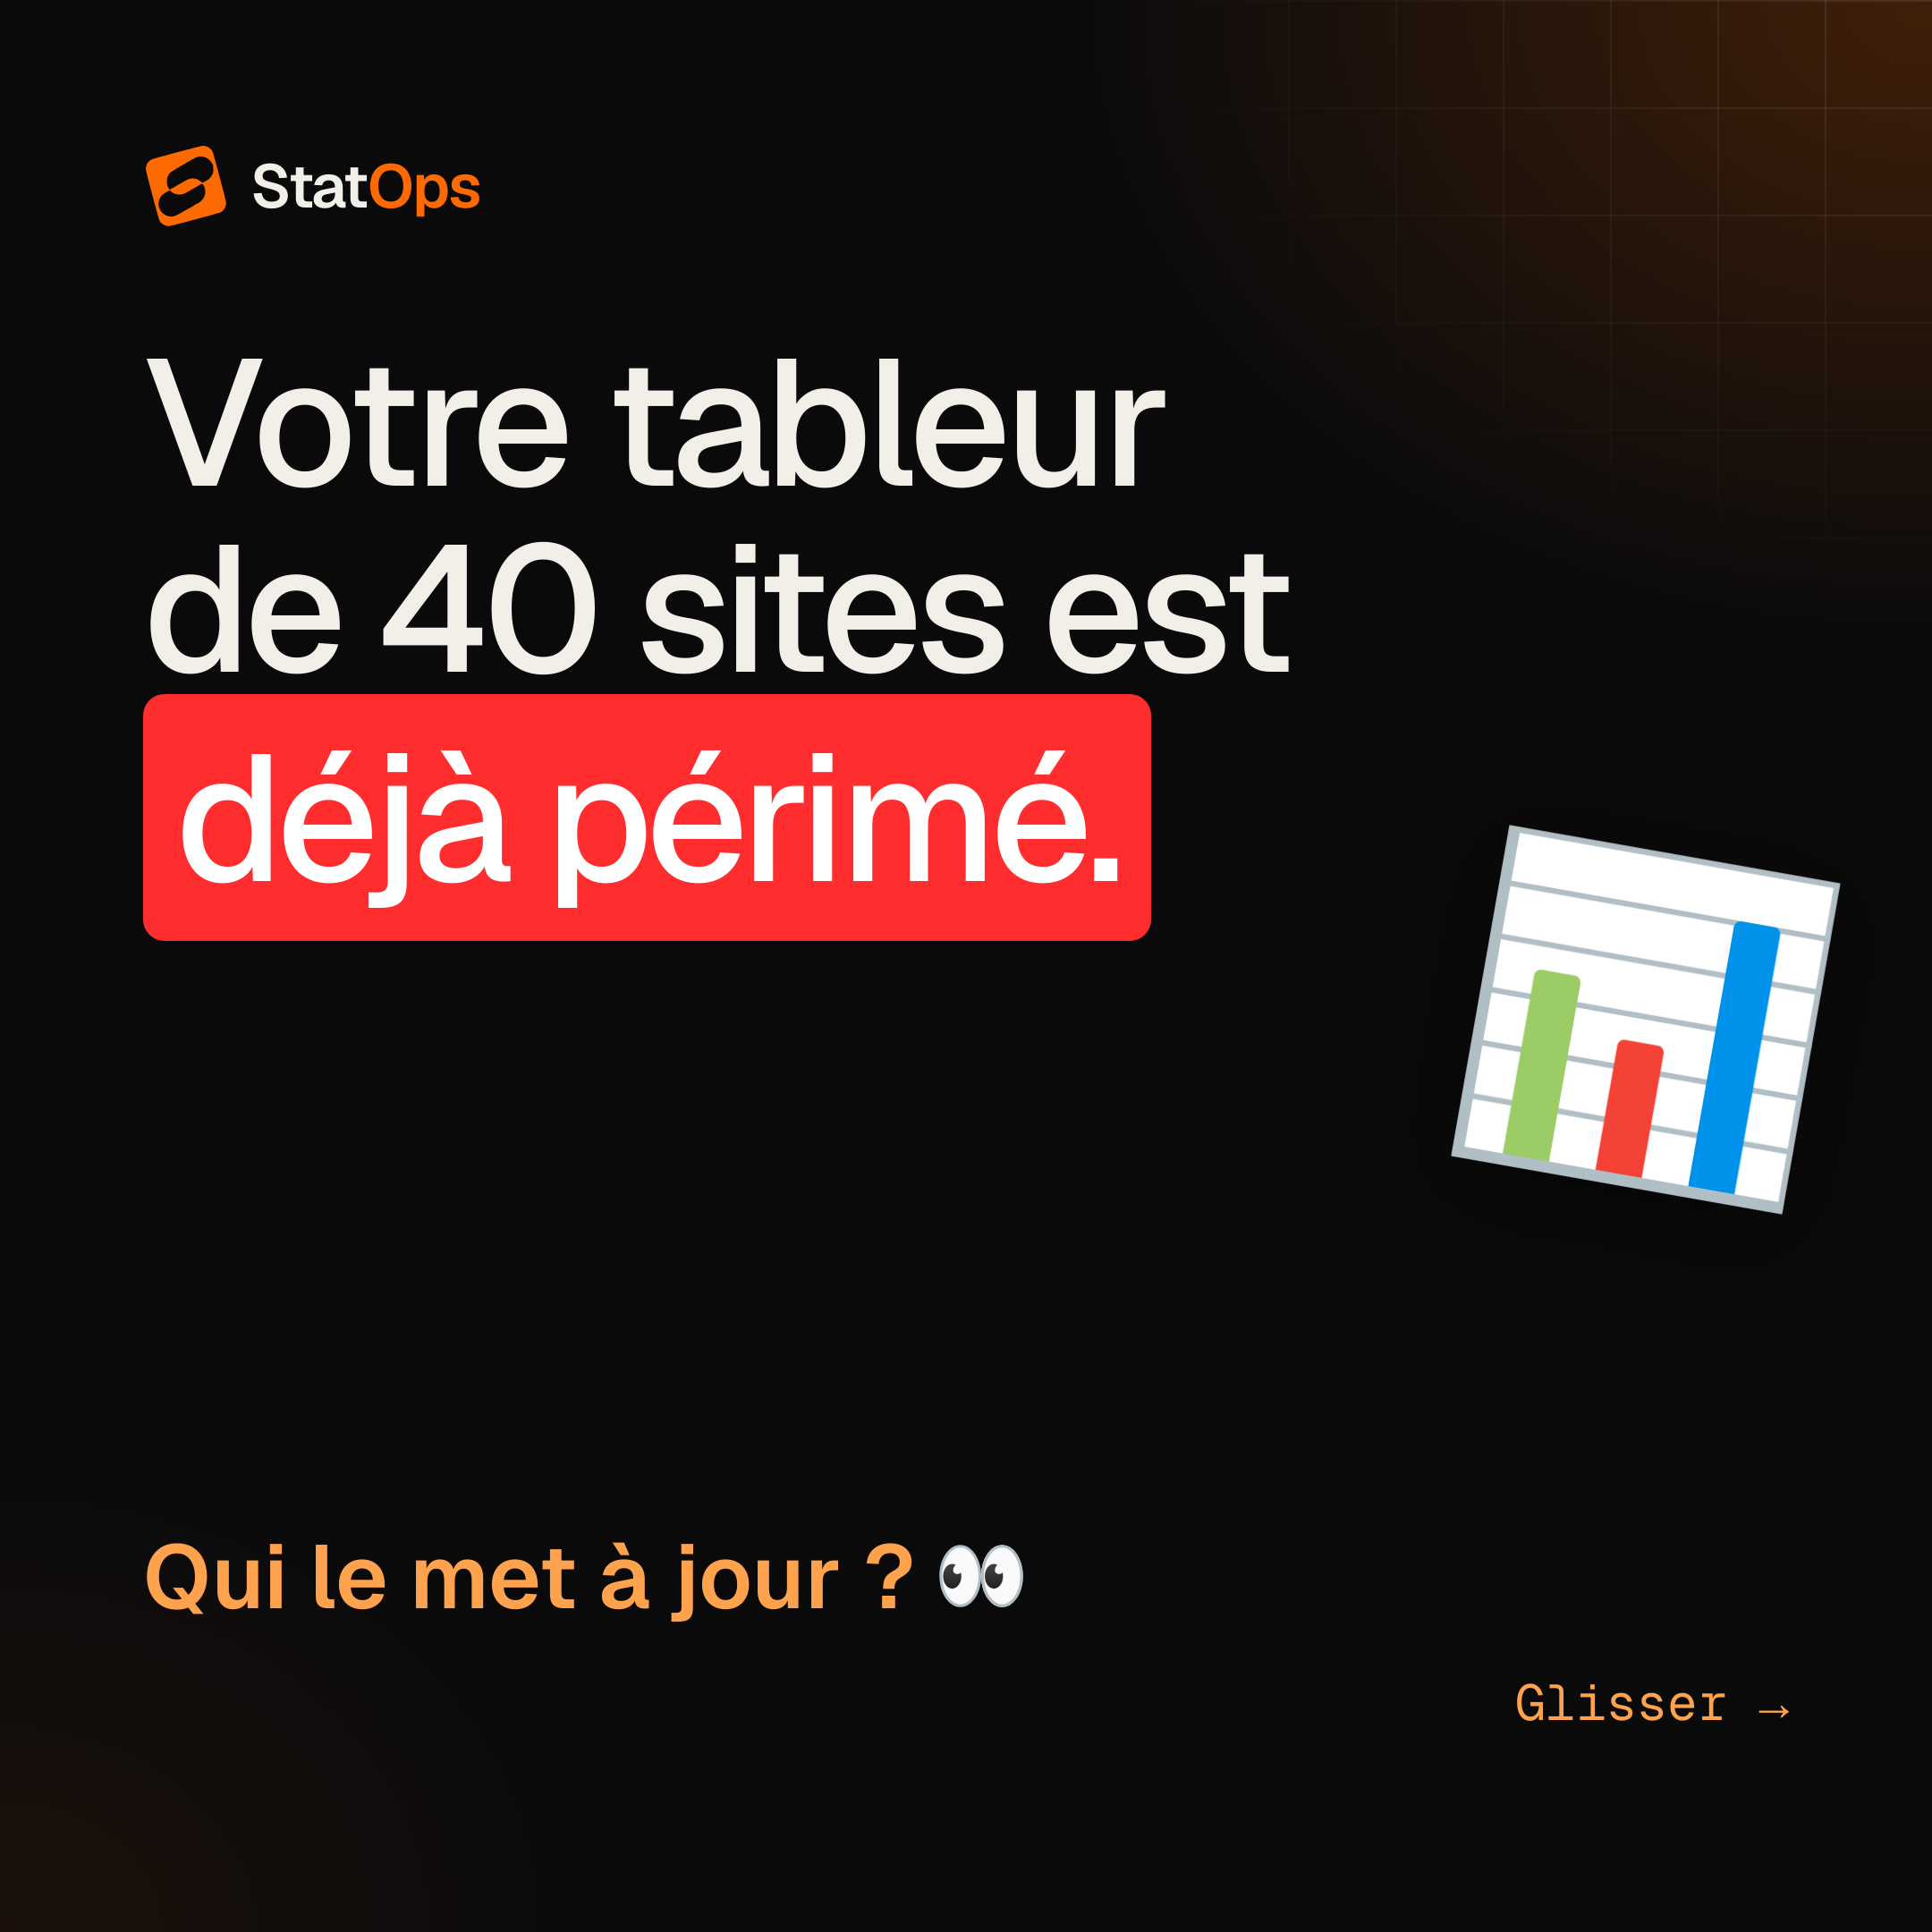 StatOps
Votre tableur
de 40 sites est
déjà périmé.
Qui le met à jour ? 👀
Glisser →